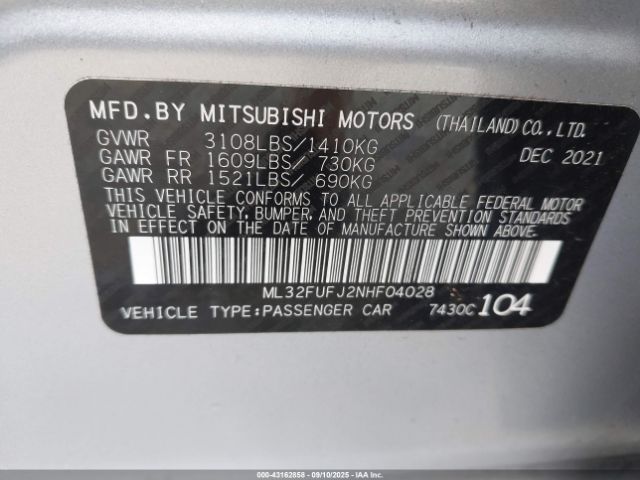 MFD.BY MITSUBISHI MOTORS (THAILAND)CO.,LTD.
GVWR 3108LBS/1410KG DEC 2021
GAWR FR 1609LBS/ 730KG
GAWR RR 1521LBS/ 690KG
THIS VEHICLE CONFORMS TO ALL APPLICABLE FEDERAL MOTOR
VEHICLE SAFETY, BUMPER, AND THEFT PREVENTION STANDARDS
IN EFFECT ON THE DATE OF MANUFACTURE SHOWN ABOVE.
ML32FUFJ2NHF04028
VEHICLE TYPE:PASSENGER CAR 7430C 104
000-43162858 - 09/10/2025 - IAAI.COM